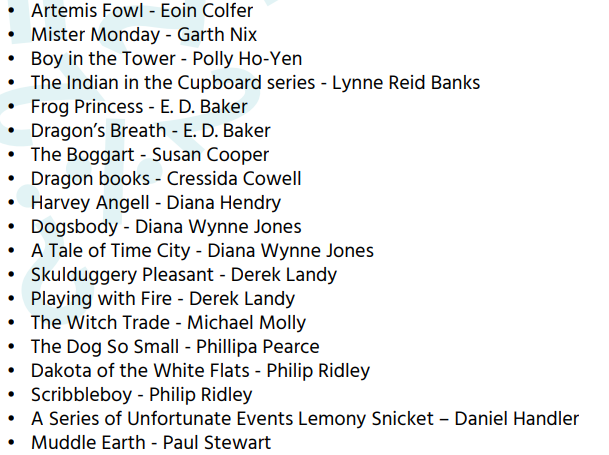 • Artemis Fowl - Eoin Colfer
• Mister Monday - Garth Nix
• Boy in the Tower - Polly Ho-Yen
• The Indian in the Cupboard series - Lynne Reid Banks
• Frog Princess - E. D. Baker
• Dragon’s Breath - E. D. Baker
• The Boggart - Susan Cooper
• Dragon books - Cressida Cowell
• Harvey Angell - Diana Hendry
• Dogsbody - Diana Wynne Jones
• A Tale of Time City - Diana Wynne Jones
• Skulduggery Pleasant - Derek Landy
• Playing with Fire - Derek Landy
• The Witch Trade - Michael Molly
• The Dog So Small - Phillipa Pearce
• Dakota of the White Flats - Philip Ridley
• Scribbleboy - Philip Ridley
• A Series of Unfortunate Events Lemony Snicket – Daniel Handler
• Muddle Earth - Paul Stewart